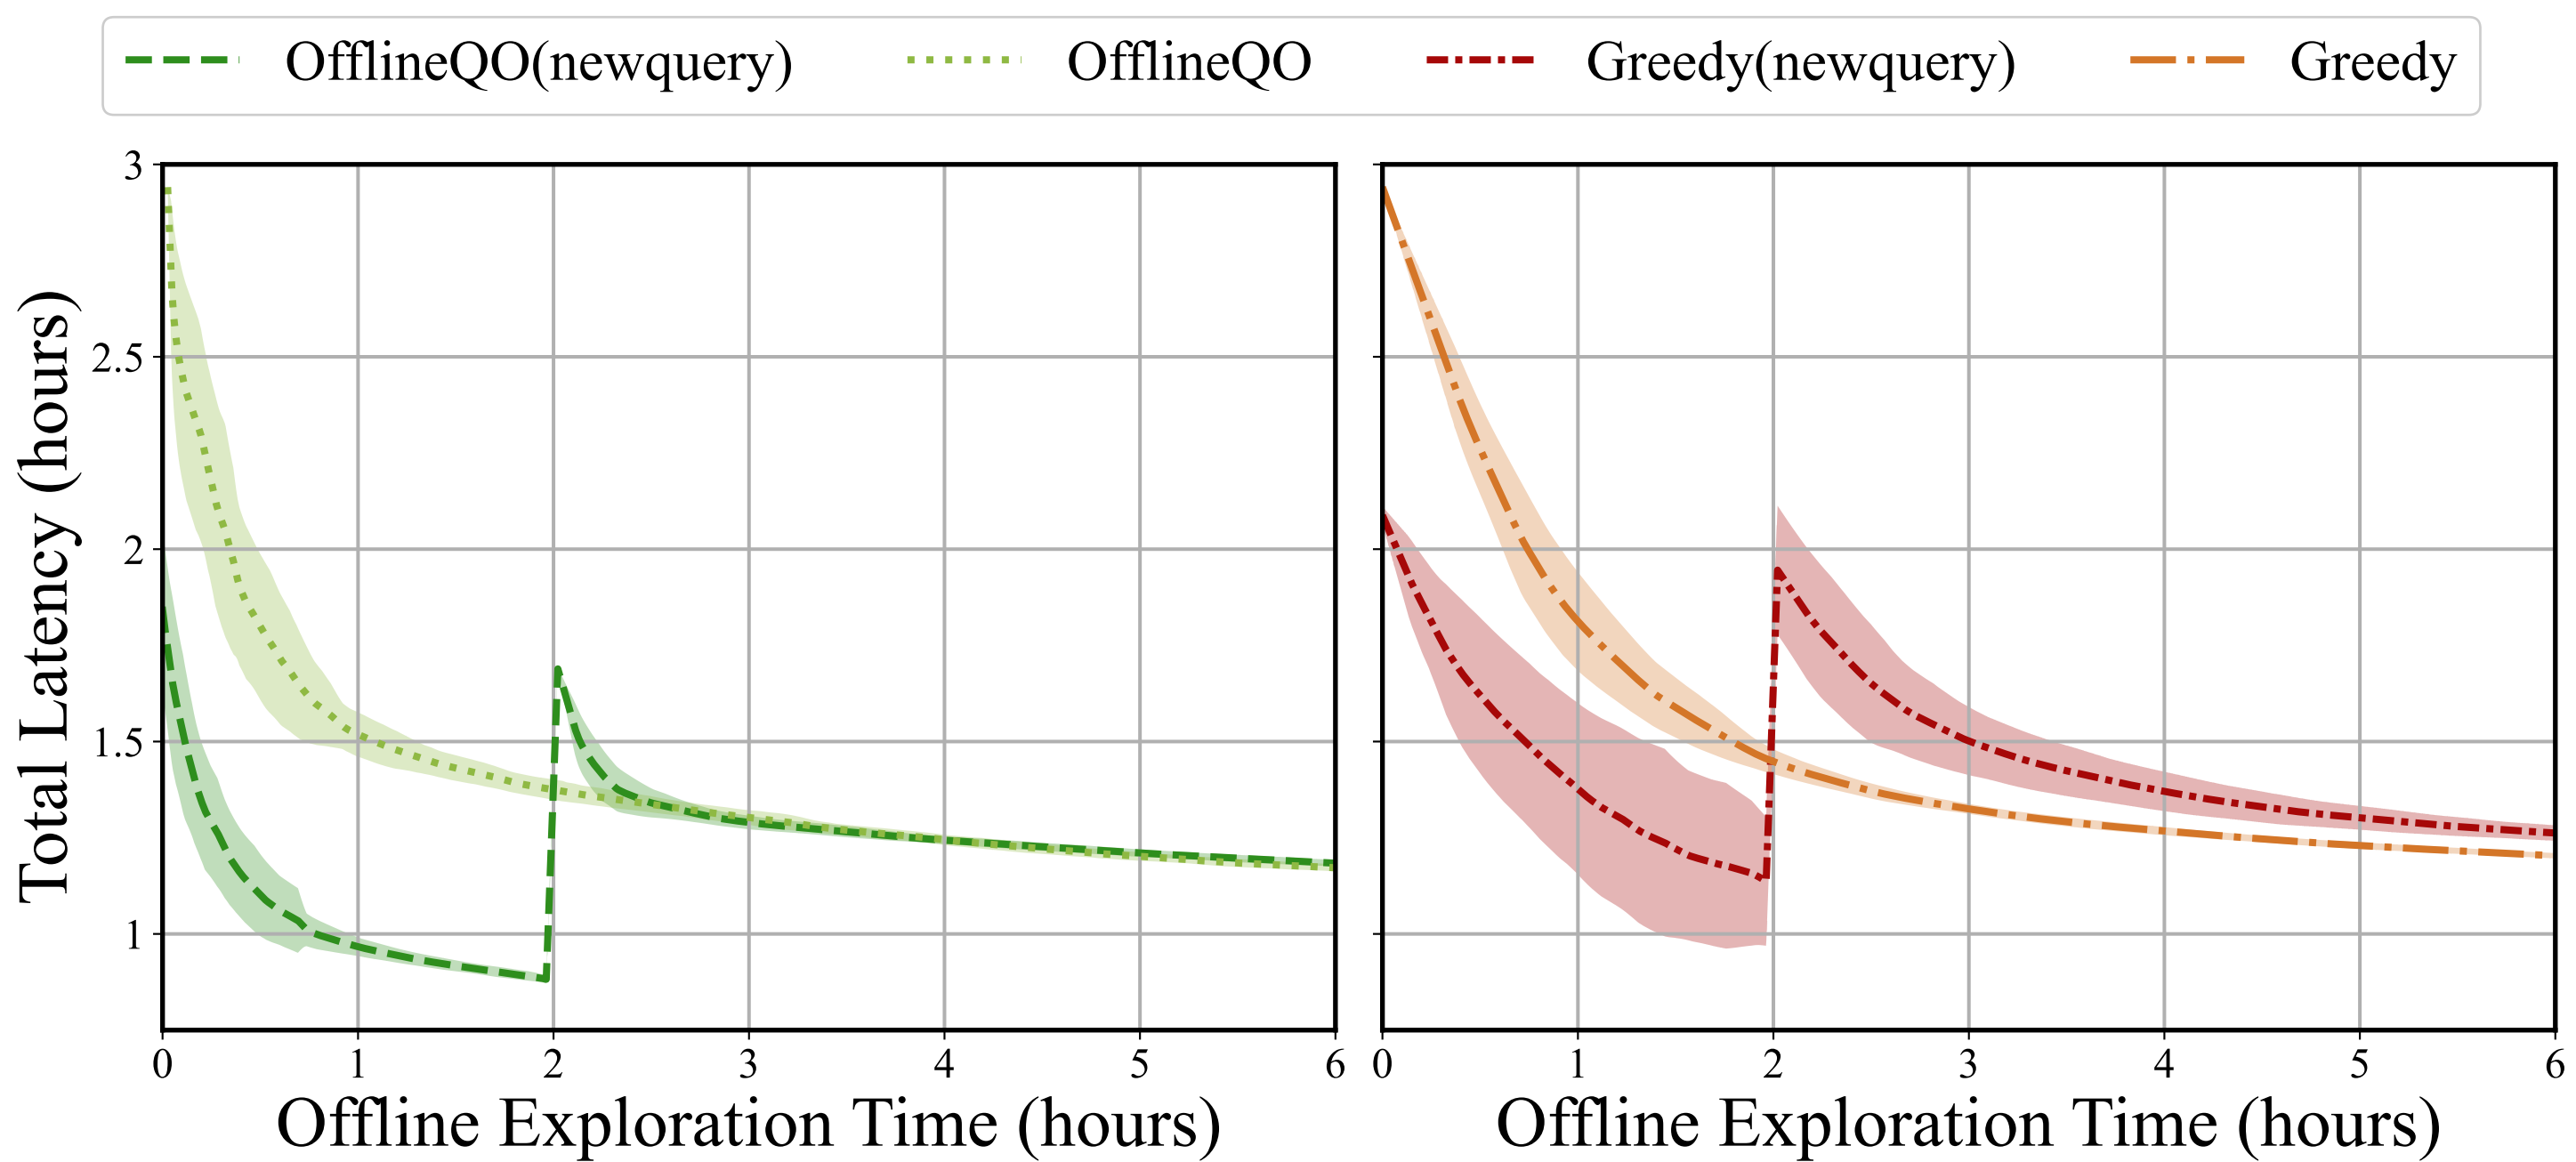 OfflineQO(newquery) OfflineQO Greedy(newquery) Greedy
Total Latency (hours)
3
2.5
2
1.5
1
0 1 2 3 4 5 6
Offline Exploration Time (hours)
0 1 2 3 4 5 6
Offline Exploration Time (hours)